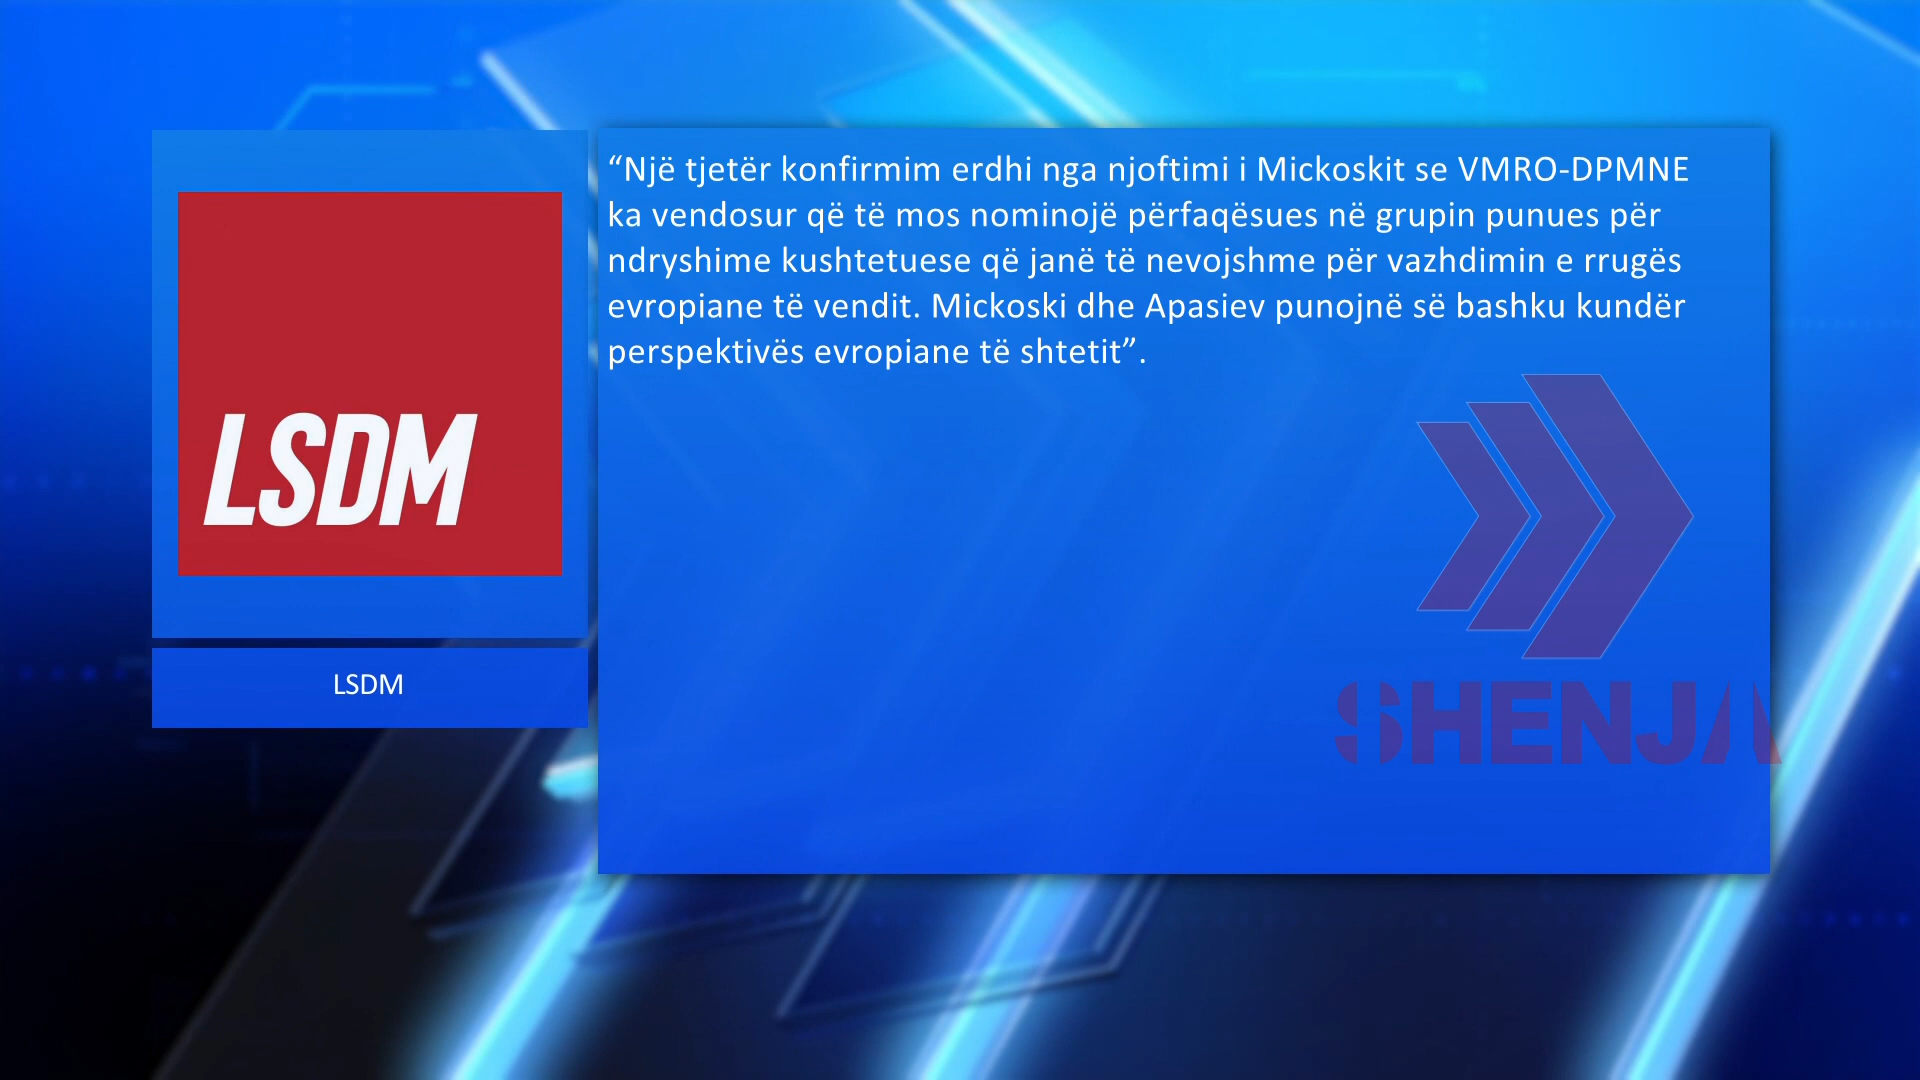 “Një tjetër konfirmim erdhi nga njoftimi i Mickoskit se VMRO-DPMNE
ka vendosur që të mos nominojë përfaqësues në grupin punues për
ndryshime kushtetuese që janë të nevojshme për vazhdimin e rrugës
evropiane të vendit. Mickoski dhe Apasiev punojnë së bashku kundër
perspektivës evropiane të shtetit”.
LSDM
LSDM
SHENJA